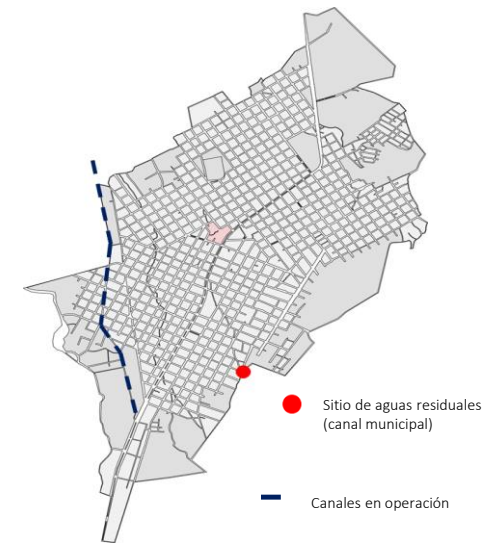 Sitio de aguas residuales
(canal municipal)
Canales en operación